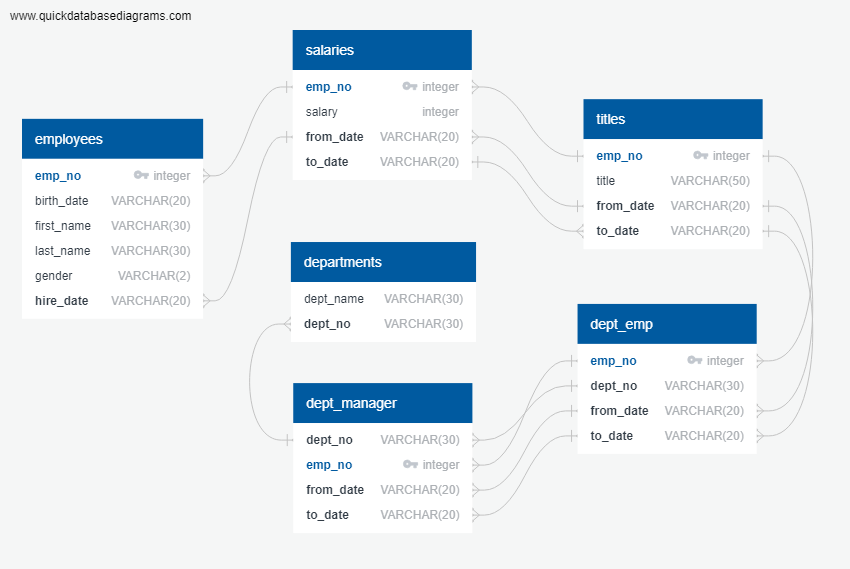 www.quickdatabasediagrams.com
employees
emp_no integer
birth_date VARCHAR(20)
first_name VARCHAR(30)
last_name VARCHAR(30)
gender VARCHAR(2)
hire_date VARCHAR(20)
salaries
emp_no integer
salary integer
from_date VARCHAR(20)
to_date VARCHAR(20)
titles
emp_no integer
title VARCHAR(50)
from_date VARCHAR(20)
to_date VARCHAR(20)
departments
dept_name VARCHAR(30)
dept_no VARCHAR(30)
dept_emp
emp_no integer
dept_no VARCHAR(30)
from_date VARCHAR(20)
to_date VARCHAR(20)
dept_manager
dept_no VARCHAR(30)
emp_no integer
from_date VARCHAR(20)
to_date VARCHAR(20)